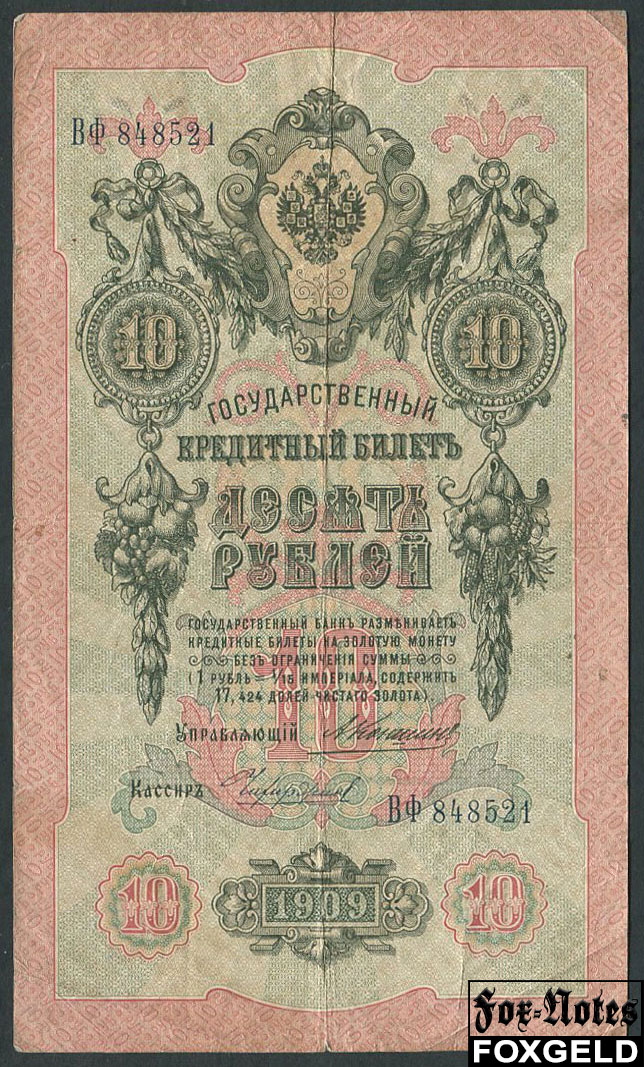 ВФ 848521
10 10
ГОСУДАРСТВЕННЫЙ
КРЕДИТНЫЙ БИЛЕТЪ
ДЕСЯТЬ
РУБЛЕЙ
ГОСУДАРСТВЕННЫЙ БАНКЪ РАЗМѢНИВАЕТЪ
КРЕДИТНЫЕ БИЛЕТЫ НА ЗОЛОТУЮ МОНЕТУ
БЕЗЪ ОГРАНИЧЕНІЯ СУММЫ
(1 РУБЛЬ = 1/15 ИМПЕРІАЛА, СОДЕРЖИТЪ
17,424 ДОЛЕЙ ЧИСТАГО ЗОЛОТА).
10
УПРАВЛЯЮЩІЙ
КАССИРЪ
ВФ 848521
10 1909 10
Fox-Notes
FOXGELD